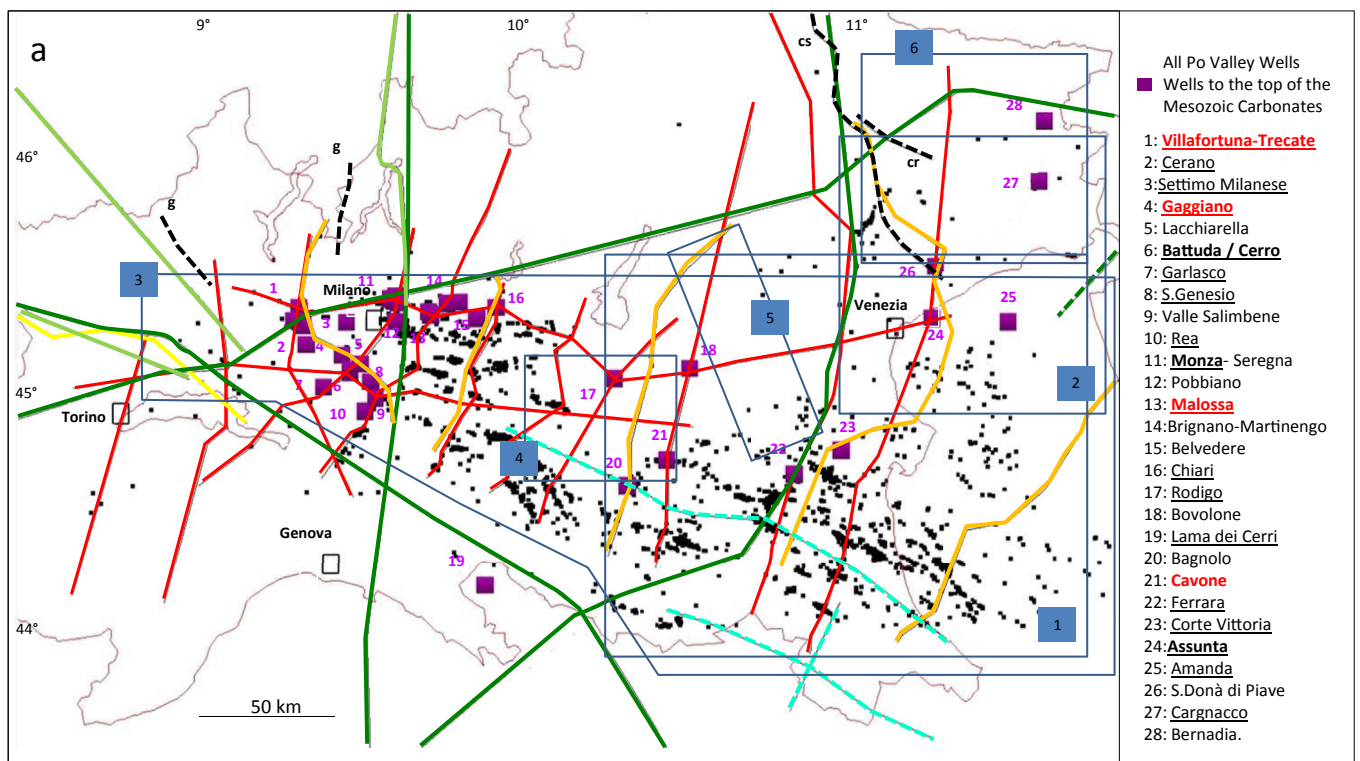 9°
10°
11°
a
cs
6
28
46°
g
cr
27
g
3
26
25
1
Milano
11
14
16
Venezia
3
12
13
15
5
24
2
4
5
18
8
7
6
2
45°
10
9
17
Torino
23
21
4
22
20
Genova
19
1
44°
50 km
All Po Valley Wells
Wells to the top of the
Mesozoic Carbonates
1: Villafortuna-Trecate
2: Cerano
3:Settimo Milanese
4: Gaggiano
5: Lacchiarella
6: Battuda / Cerro
7: Garlasco
8: S.Genesio
9: Valle Salimbene
10: Rea
11: Monza- Seregna
12: Pobbiano
13: Malossa
14:Brignano-Martinengo
15: Belvedere
16: Chiari
17: Rodigo
18: Bovolone
19: Lama dei Cerri
20: Bagnolo
21: Cavone
22: Ferrara
23: Corte Vittoria
24:Assunta
25: Amanda
26: S.Donà di Piave
27: Cargnacco
28: Bernadia.